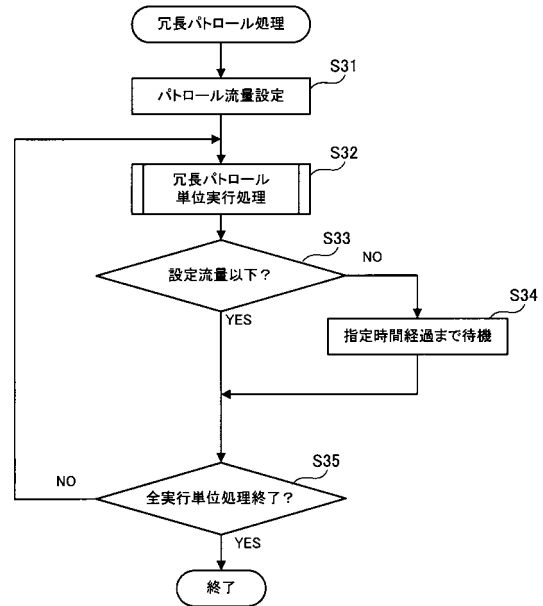 冗長パトロール処理
S31
パトロール流量設定
S32
冗長パトロール
単位実行処理
S33
設定流量以下?
NO
YES
S34
指定時間経過まで待機
S35
全実行単位処理終了?
NO
YES
終了